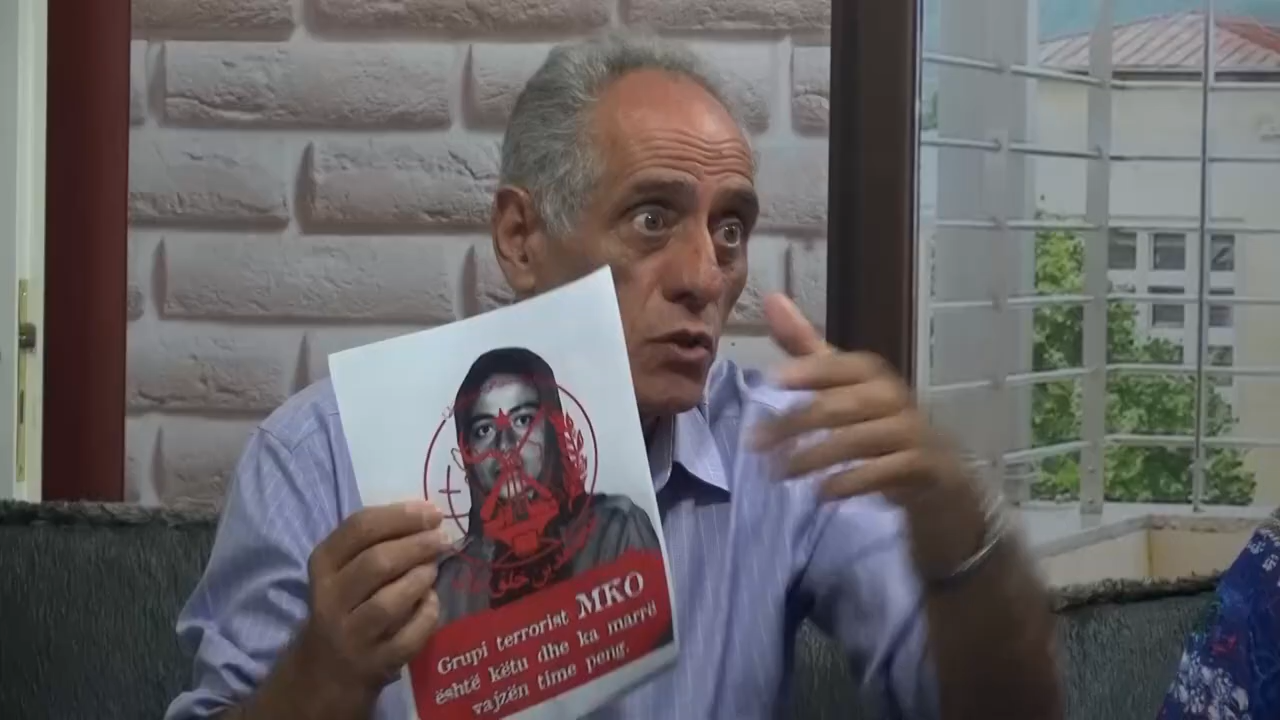 Grupi terrorist MKO
është këtu dhe ka marrë
vajzën time peng.